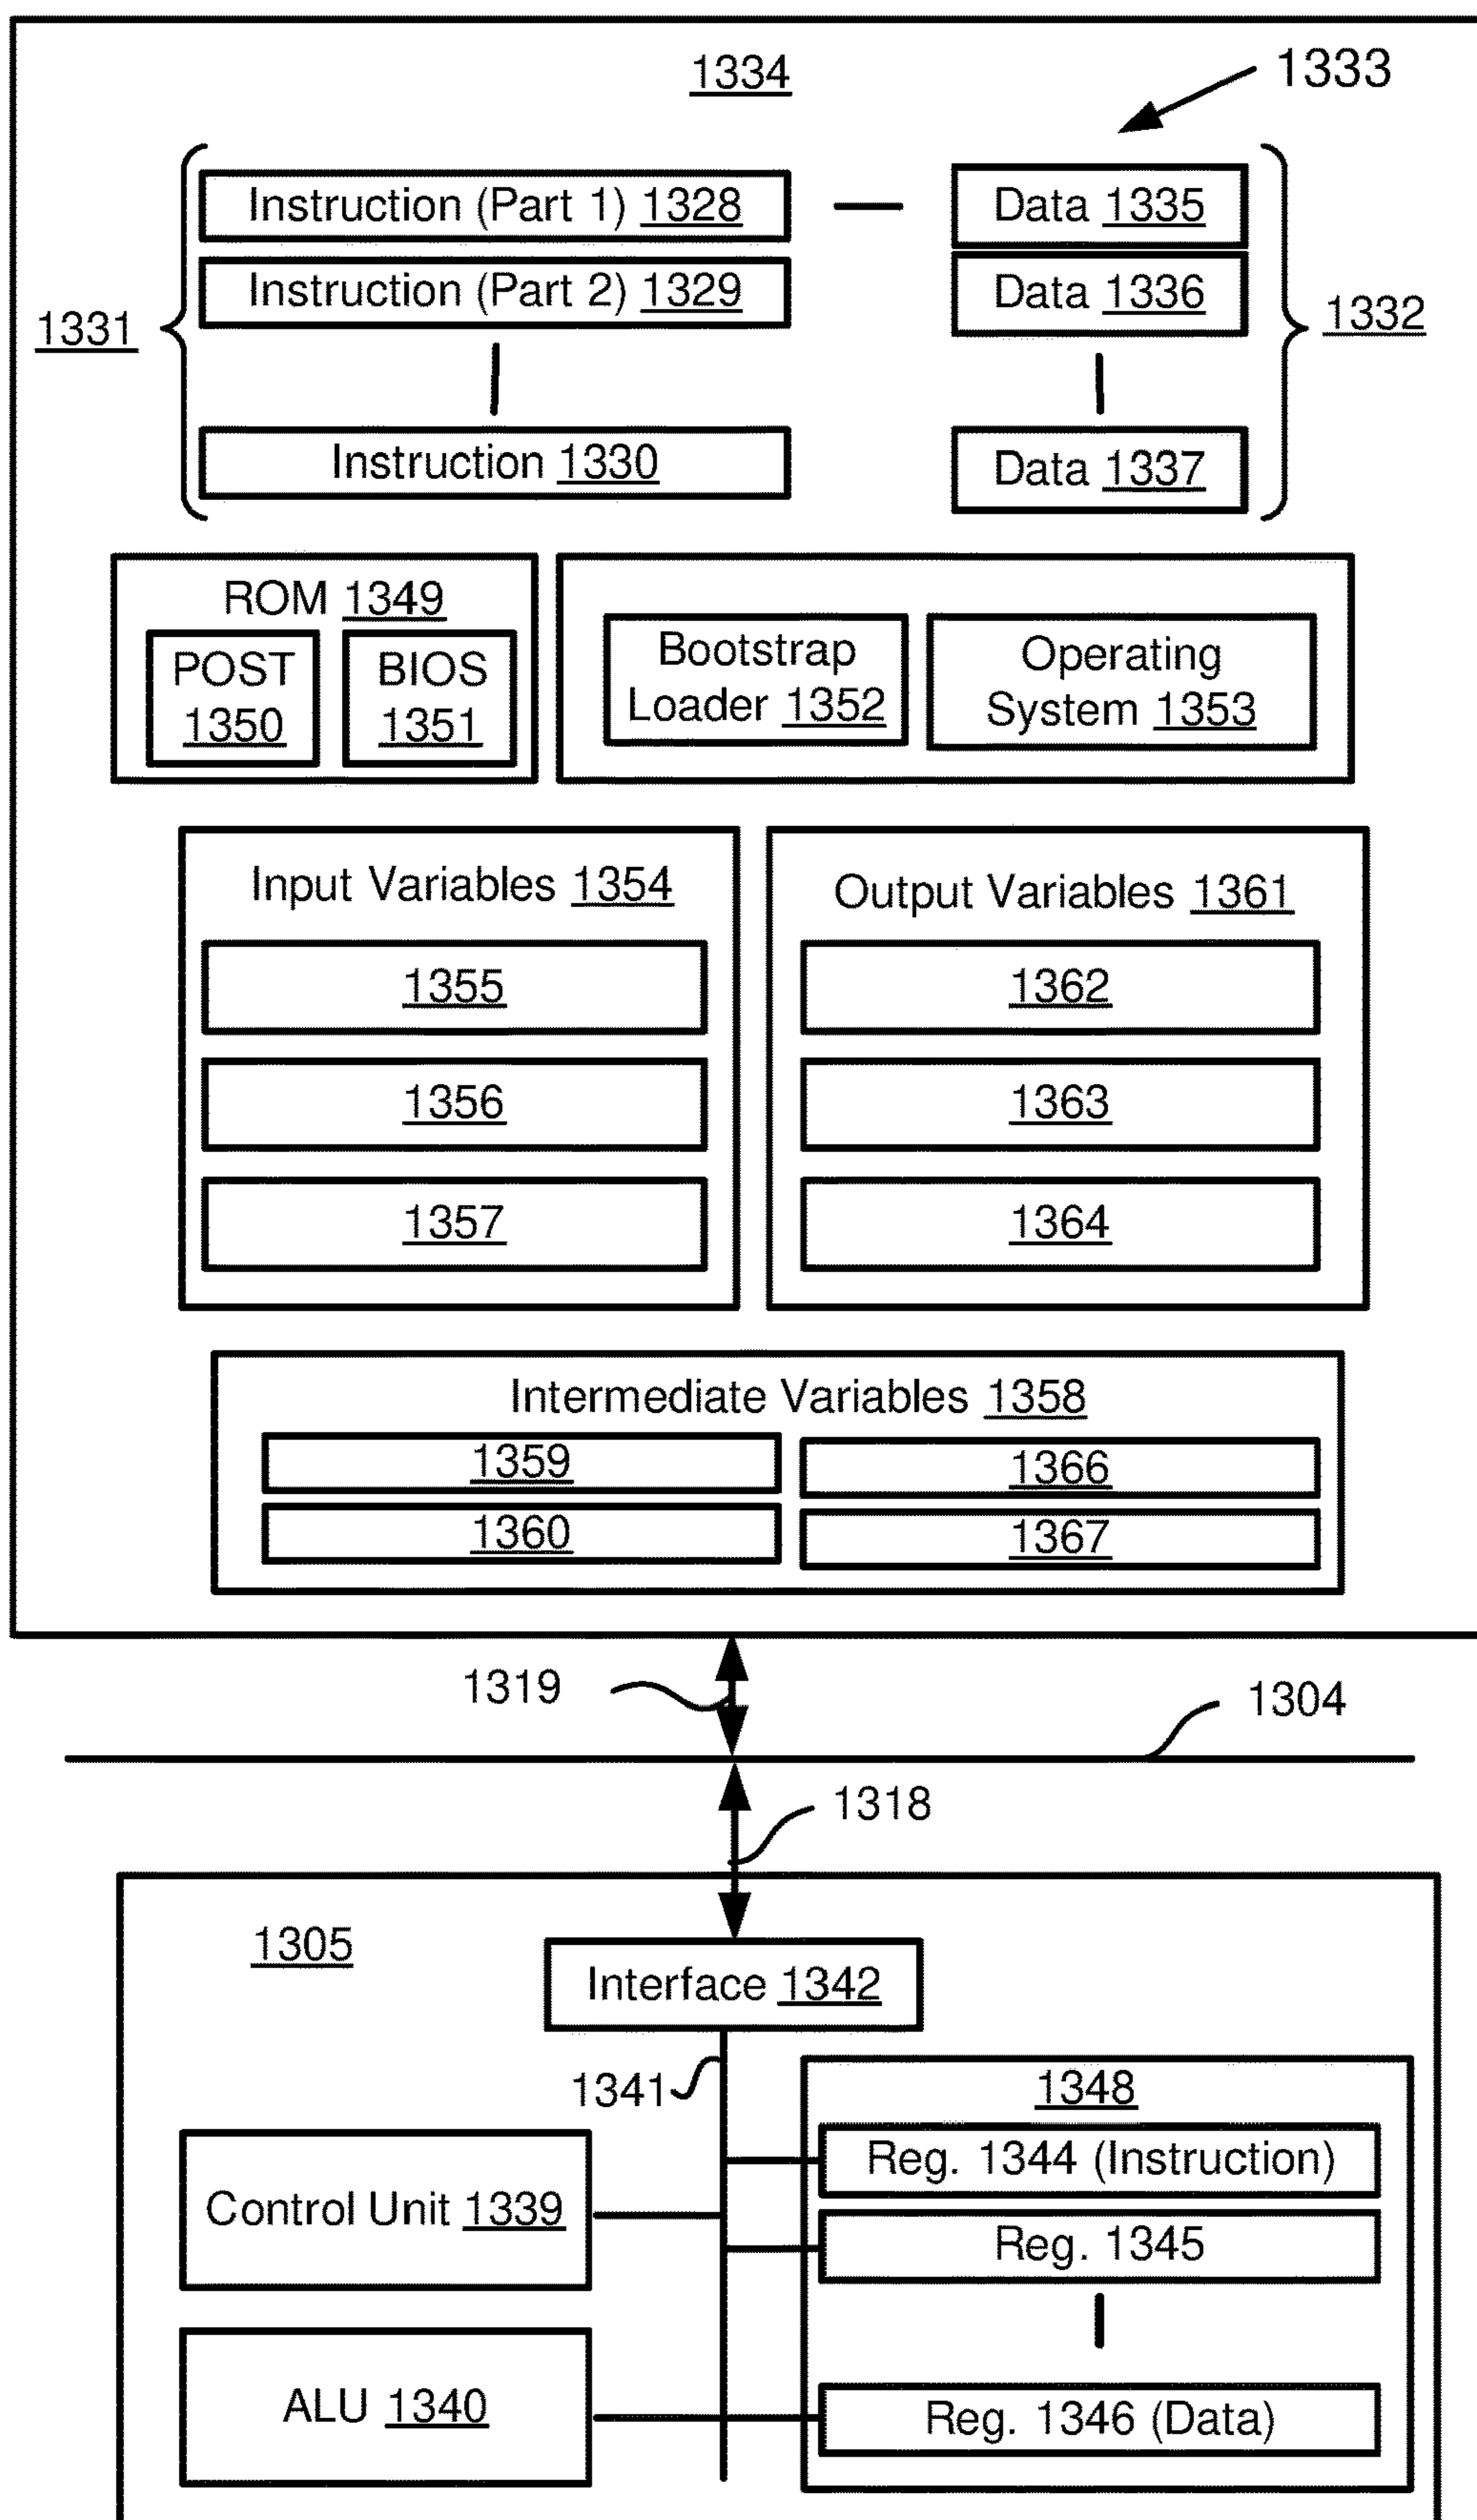 1334
1333
Instruction (Part 1) 1328
Data 1335
Instruction (Part 2) 1329
Data 1336
1331
1332
Instruction 1330
Data 1337
ROM 1349
POST
1350
BIOS
1351
Bootstrap
Loader 1352
Operating
System 1353
Input Variables 1354
1355
1356
1357
Output Variables 1361
1362
1363
1364
Intermediate Variables 1358
1359
1366
1360
1367
1319
1304
1318
1305
Interface 1342
1341
1348
Reg. 1344 (Instruction)
Control Unit 1339
Reg. 1345
ALU 1340
Reg. 1346 (Data)